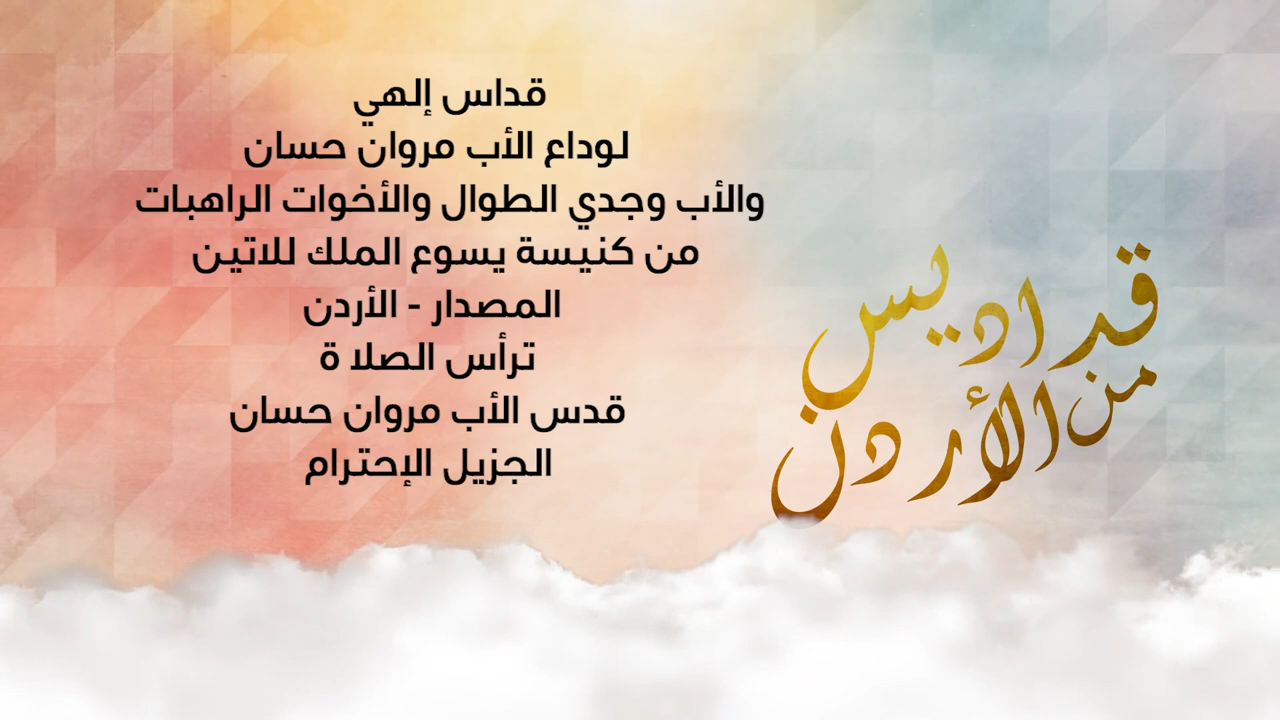 قداس إلهي
لوداع الأب مروان حسان
والأب وجدي الطوال والأخوات الراهبات
من كنيسة يسوع الملك للاتين
المصدار - الأردن
ترأس الصلا ة
قدس الأب مروان حسان
الجزيل الإحترام
قداديس
من الأردن